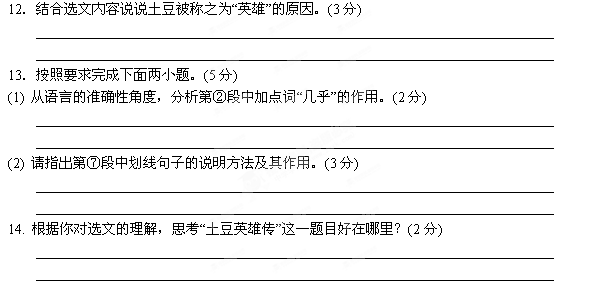 12. 结合选文内容说说土豆被称之为“英雄”的原因。(3分)
13. 按照要求完成下面两小题。(5分)
(1) 从语言的准确性角度，分析第②段中加点词“几乎”的作用。(2分)
(2) 请指出第⑦段中划线句子的说明方法及其作用。(3分)
14. 根据你对选文的理解，思考“土豆英雄传”这一题目好在哪里？(2分)